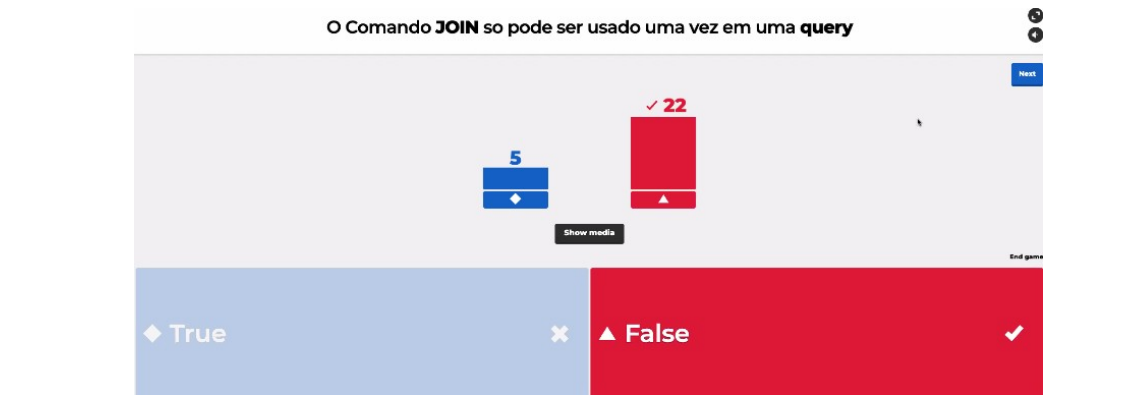 O Comando JOIN so pode ser usado uma vez em uma query
Next
22
5
Show media
End game
True
False